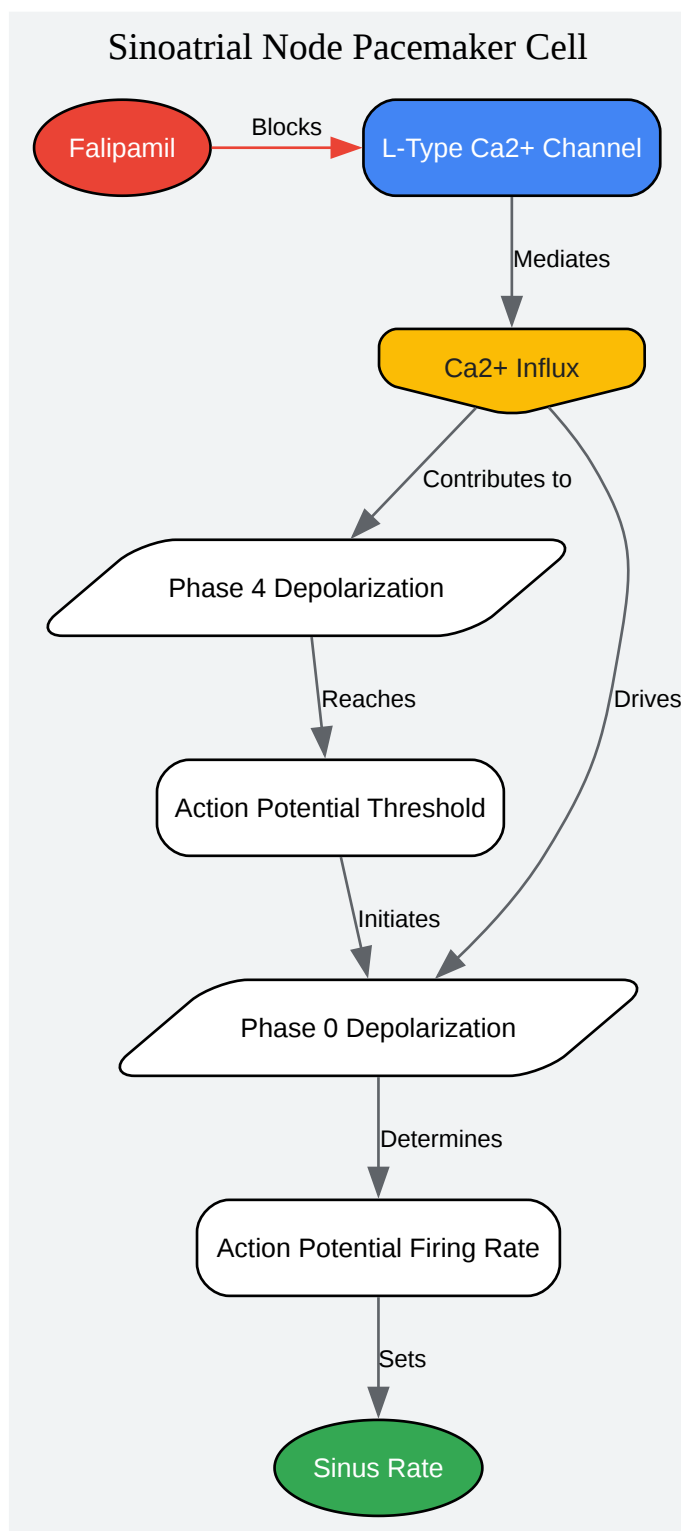 Sinoatrial Node Pacemaker Cell
Falipamil
Blocks
L-Type Ca2+ Channel
Mediates
Ca2+ Influx
Contributes to
Phase 4 Depolarization
Reaches
Drives
Action Potential Threshold
Initiates
Phase 0 Depolarization
Determines
Action Potential Firing Rate
Sets
Sinus Rate